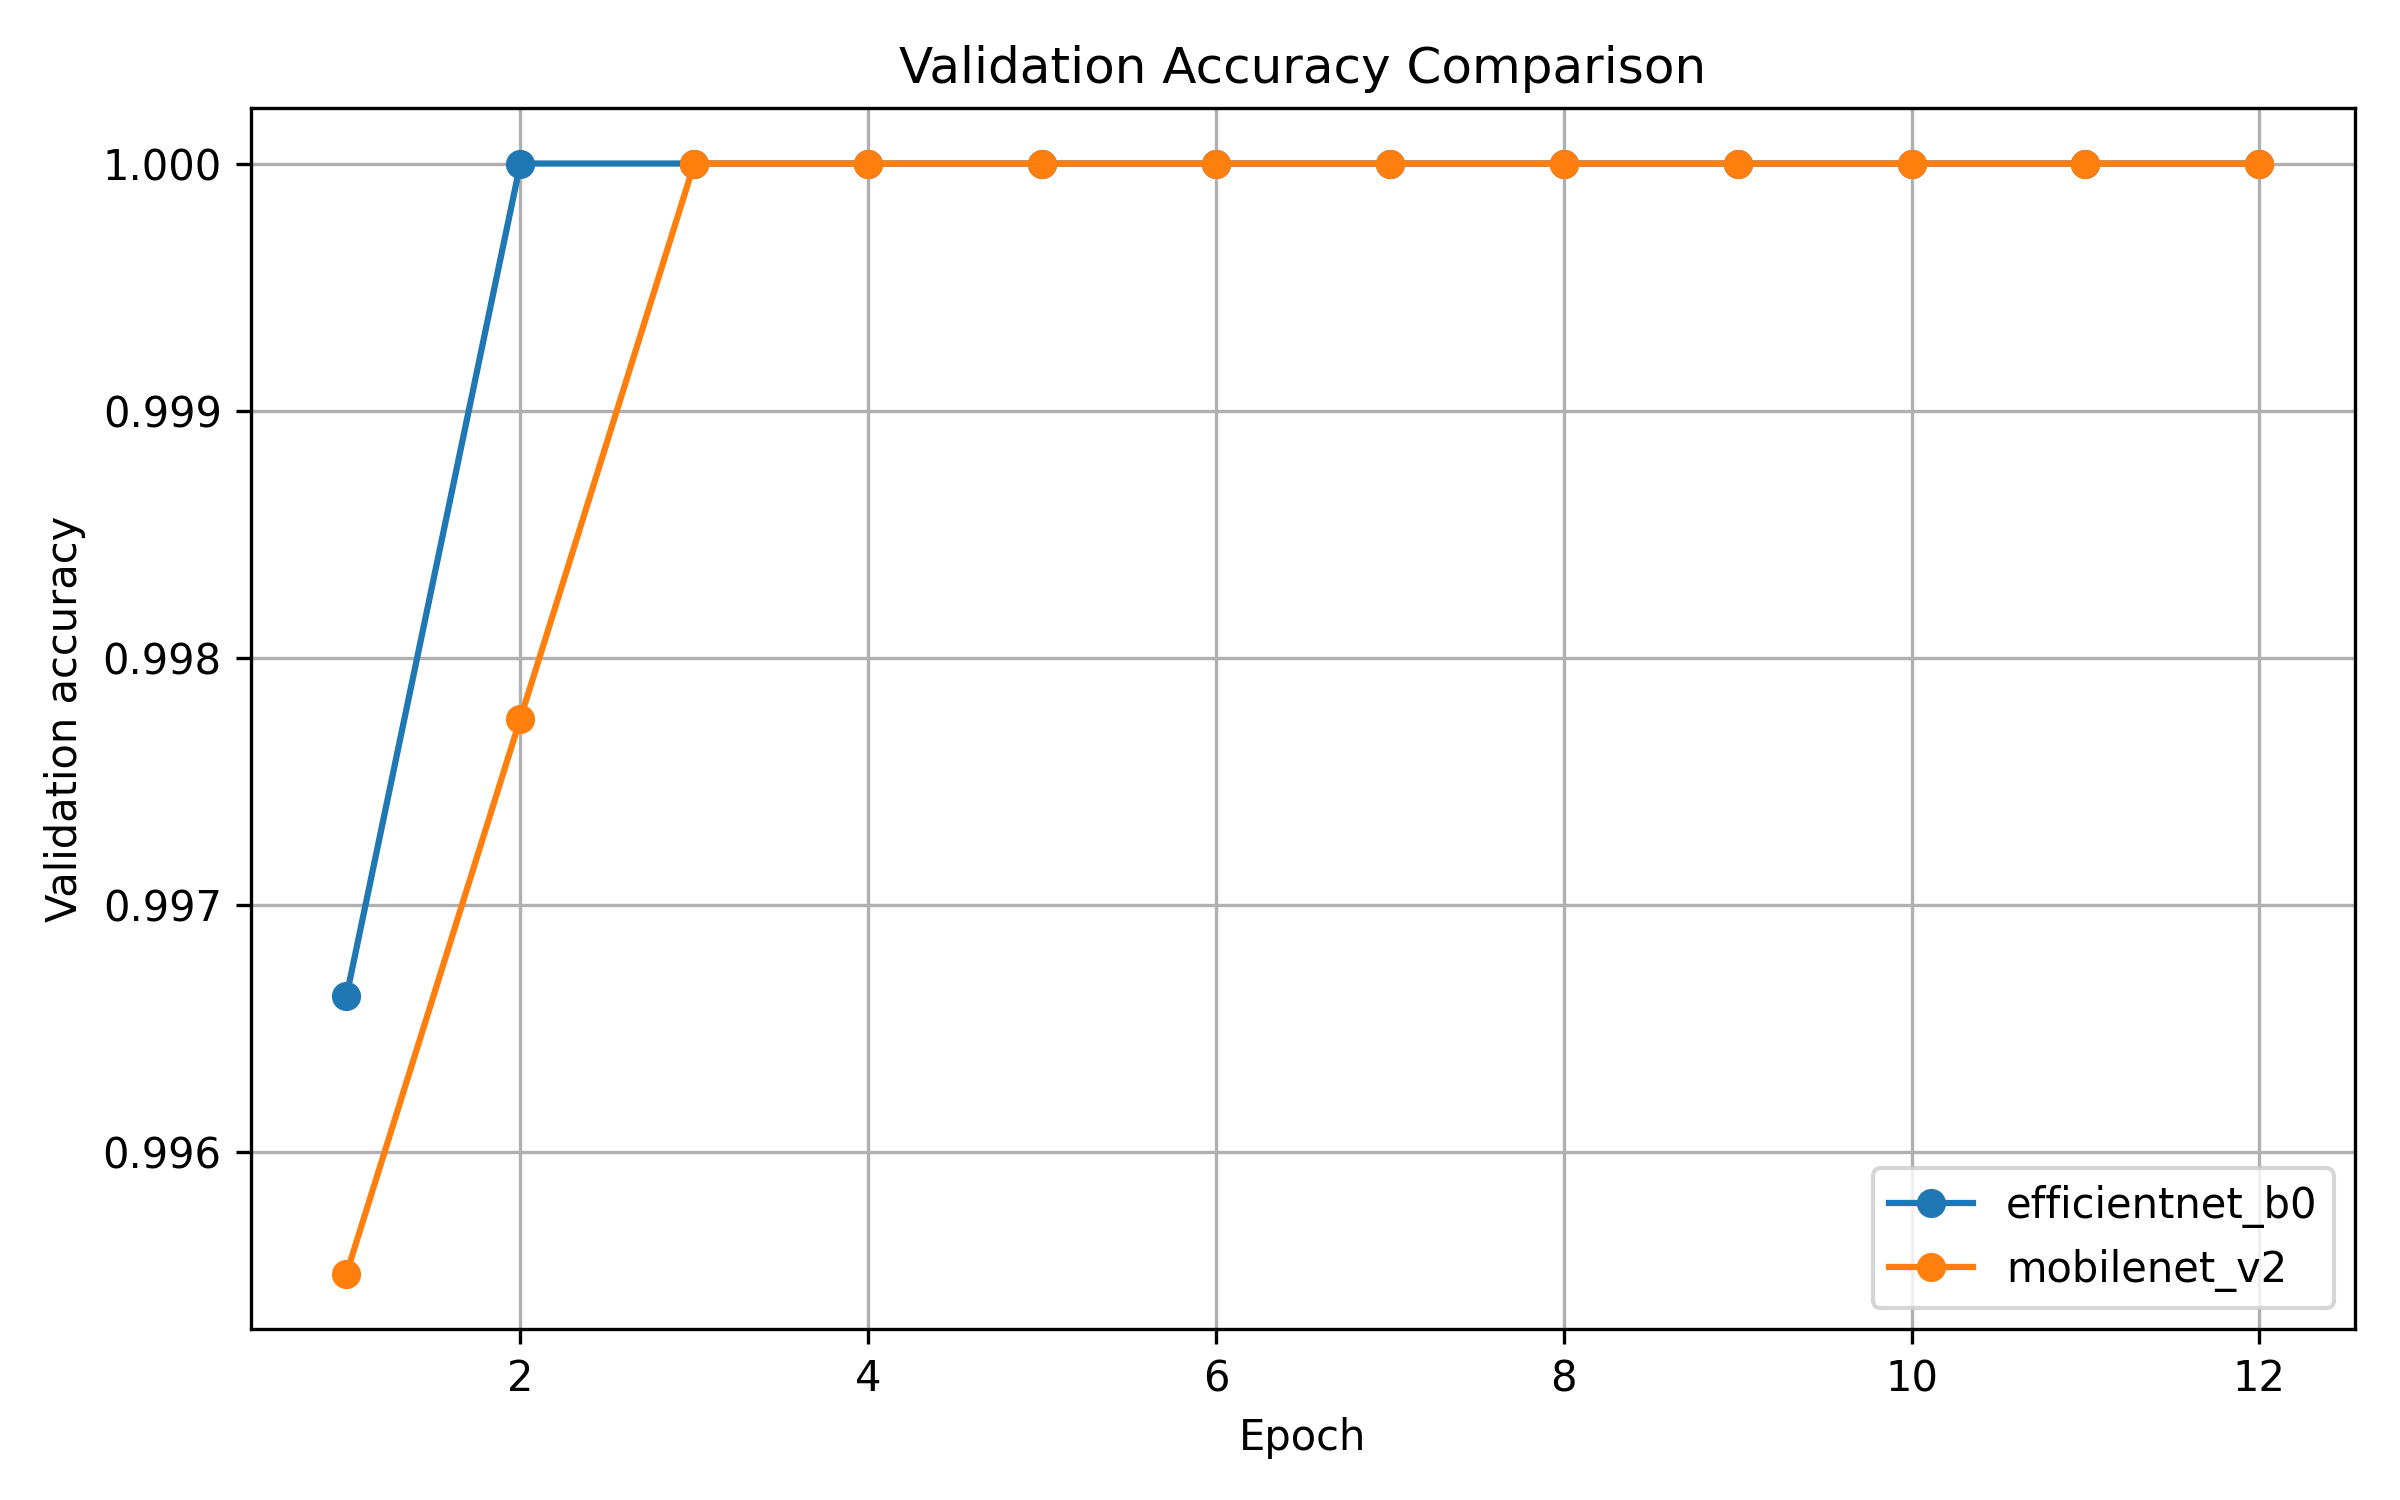 Validation Accuracy Comparison
1.000
0.999
0.998
0.997
0.996
Validation accuracy
efficientnet_b0
mobilenet_v2
2 4 6 8 10 12
Epoch